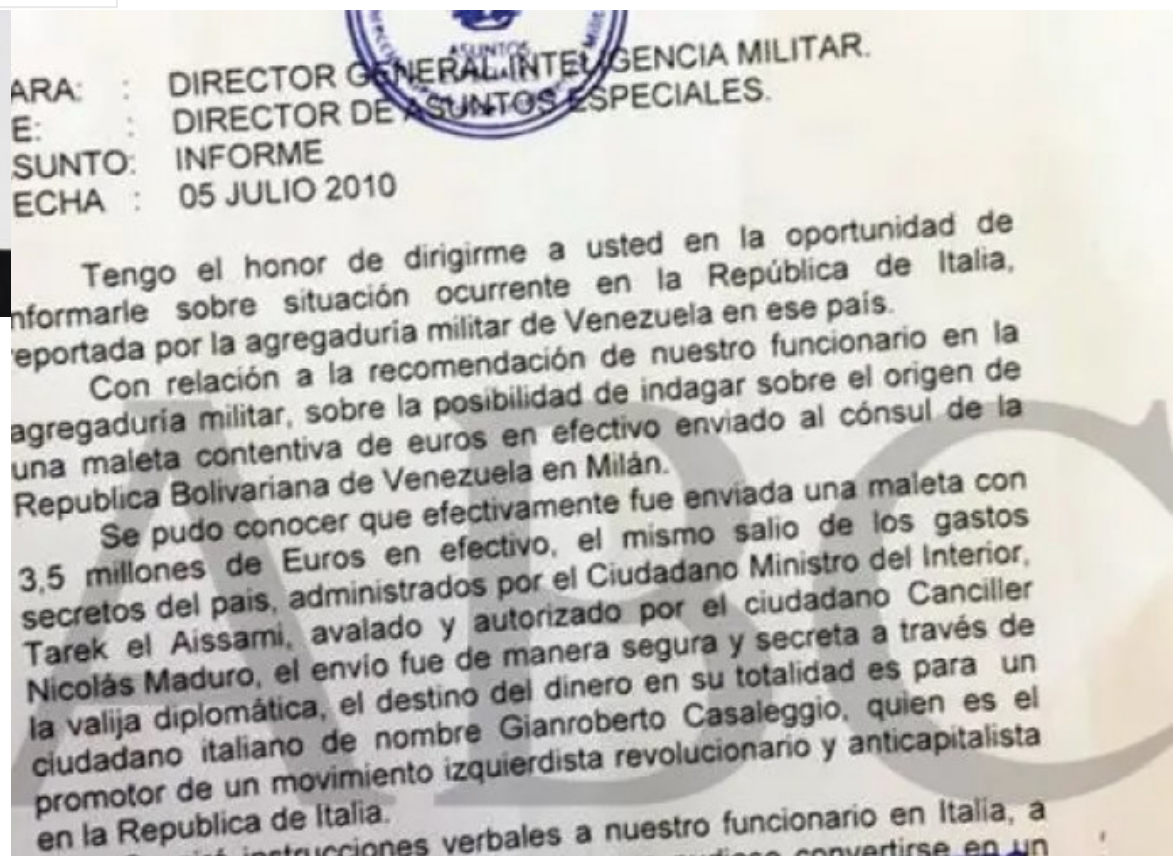 ASUNTOS
ARA: : DIRECTOR GENERAL INTELIGENCIA MILITAR.
E: : DIRECTOR DE ASUNTOS ESPECIALES.
SUNTO: INFORME
ECHA : 05 JULIO 2010
Tengo el honor de dirigirme a usted en la oportunidad de
nformarle sobre situación ocurrente en la República de Italia,
eportada por la agregaduría militar de Venezuela en ese país.
Con relación a la recomendación de nuestro funcionario en la
agregaduría militar, sobre la posibilidad de indagar sobre el origen de
una maleta contentiva de euros en efectivo enviado al cónsul de la
Republica Bolivariana de Venezuela en Milán.
Se pudo conocer que efectivamente fue enviada una maleta con
3,5 millones de Euros en efectivo, el mismo salio de los gastos
secretos del pais, administrados por el Ciudadano Ministro del Interior,
Tarek el Aissami, avalado y autorizado por el ciudadano Canciller
Nicolás Maduro, el envío fue de manera segura y secreta a través de
la valija diplomática, el destino del dinero en su totalidad es para un
ciudadano italiano de nombre Gianroberto Casaleggio, quien es el
promotor de un movimiento izquierdista revolucionario y anticapitalista
en la Republica de Italia.
instrucciones verbales a nuestro funcionario en Italia, a
convertirse en un
ABC